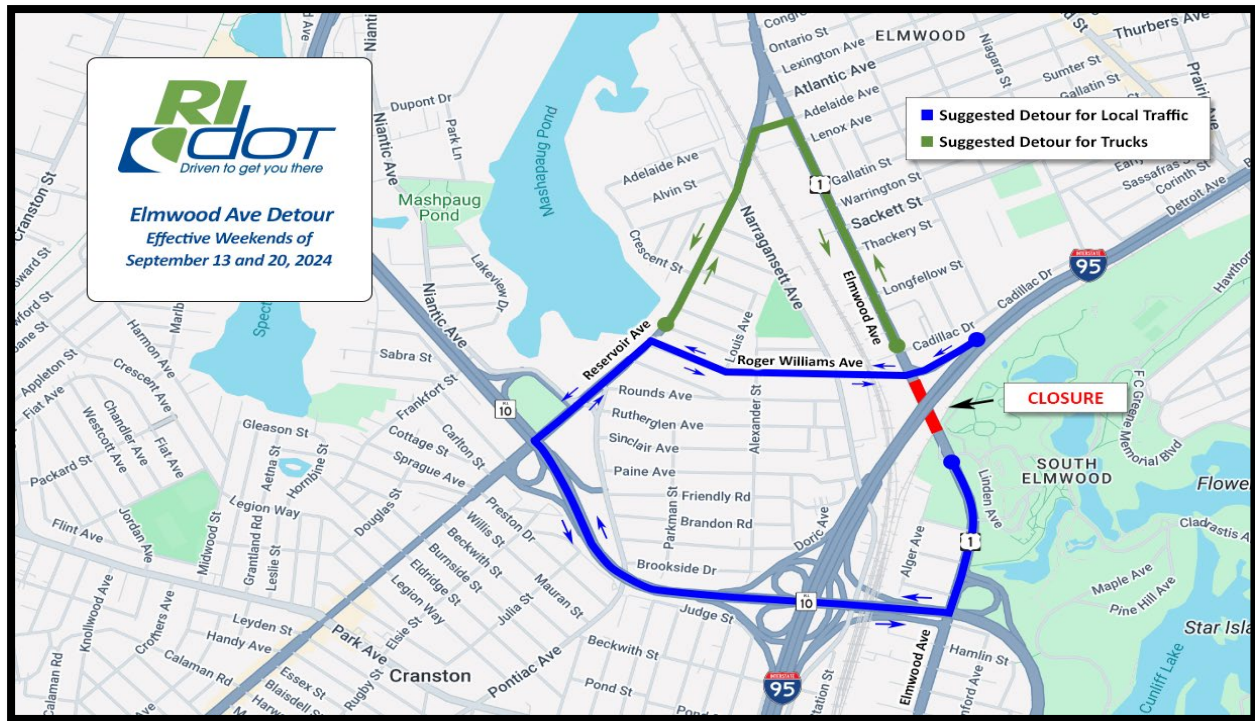 RI
DOT
Driven to get you there
Elmwood Ave Detour
Effective Weekends of
September 13 and 20, 2024
Suggested Detour for Local Traffic
Suggested Detour for Trucks
CLOSURE
ELMWOOD
Thurbers Ave
Ontario St
Lexington Ave
Atlantic Ave
Adelaide Ave
Lenox Ave
Niagara St
Sumter St
Gallatin St
Prairie
Gallatin St
Warrington St
Sackett St
Thackery St
Longfellow St
Sassafras St
Corinth St
Detroit Ave
Cadillac Dr
INTERSTATE
95
Cadillac Dr
1
Elmwood Ave
Narragansett Ave
Dupont Dr
Park Ln
Niantic Ave
Cranston St
Mashpaug
Pond
Mashapaug Pond
Adelaide Ave
Alvin St
Crescent St
Lakeview Dr
Niantic Ave
Reservoir Ave
Louis Ave
Roger Williams Ave
Sabra St
Frankfort St
Harmon Ave
Crescent Ave
Appleton St
Fiat Ave
Chandler Ave
Westcott Ave
Fiat Ave
Packard St
Jordan Ave
Flint Ave
Gleason St
Aetna St
Hornbine St
Legion Way
Midwood St
Grantland Rd
Leslie St
Cottage St
Carlton St
Sprague Ave
Douglas St
10
Rounds Ave
Rutherglen Ave
Sinclair Ave
Paine Ave
Alexander St
Friendly Rd
Brandon Rd
Parkman St
Brookside Dr
Doric Ave
Preston Dr
Willis St
Beckwith St
Burnside St
Eldridge St
Legion Way
Elsie St
Rugby St
Mauran St
Julia St
Judge St
Beckwith St
Pontiac Ave
Pond St
Cranston
Park Ave
Knollwood Ave
Comers Ave
Leyden St
Handy Ave
Calaman Rd
Calaman Rd
Essex St
Blaisdell St
10
INTERSTATE
95
Alger Ave
Linden Ave
1
Elmwood Ave
Hamlin St
SOUTH
ELMWOOD
F C Greene Memorial Blvd
Maple Ave
Pine Hill Ave
Cunliff Lake